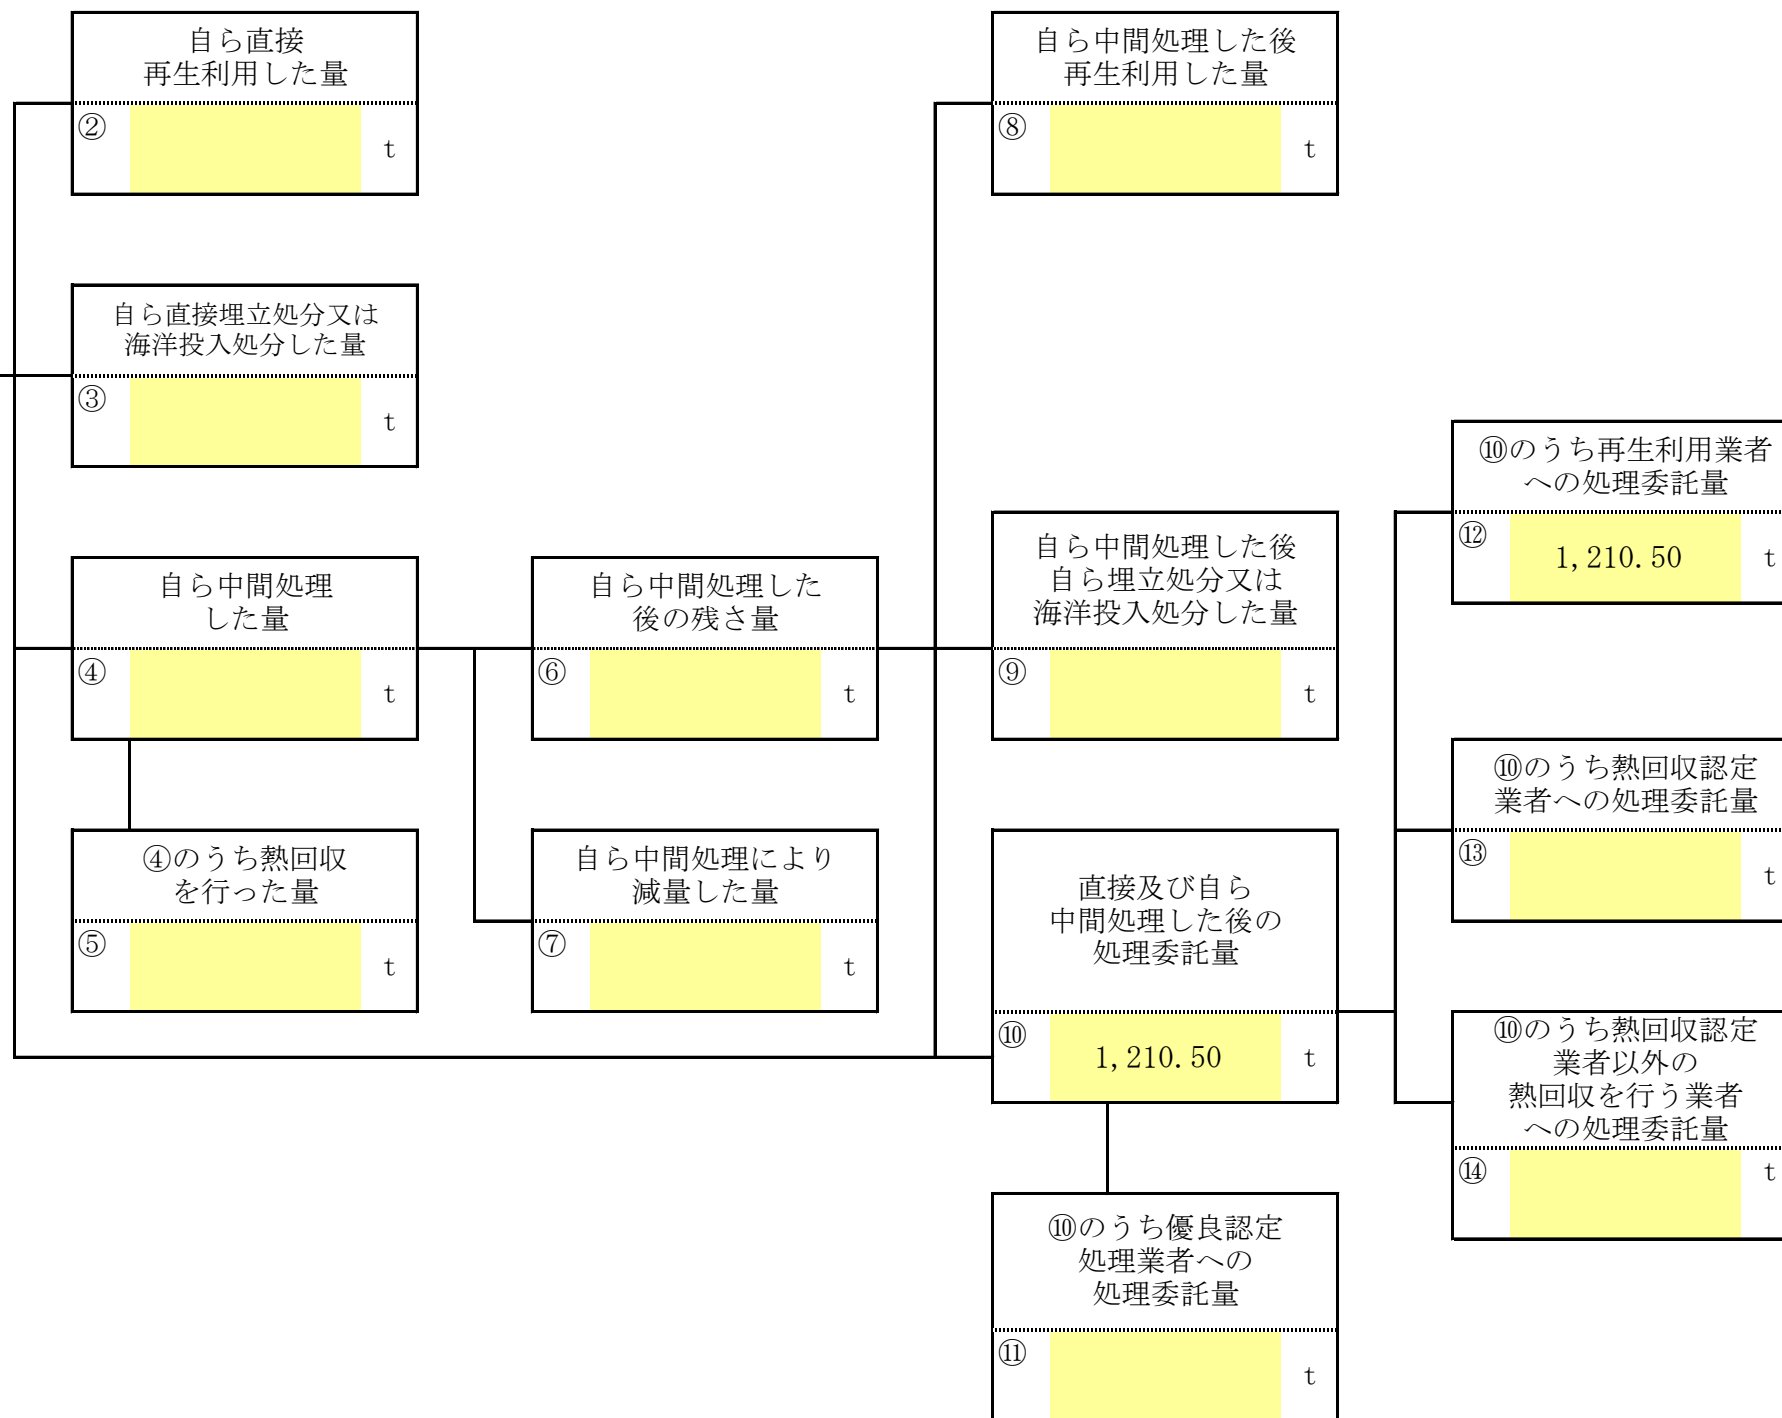 自ら直接
再生利用した量
②
t
自ら中間処理した後
再生利用した量
⑧
t
自ら直接埋立処分又は
海洋投入処分した量
③
t
⑩のうち再生利用業者
への処理委託量
⑫
1,210.50
t
自ら中間処理
した量
④
t
自ら中間処理した
後の残さ量
⑥
t
自ら中間処理した後
自ら埋立処分又は
海洋投入処分した量
⑨
t
⑩のうち熱回収認定
業者への処理委託量
⑬
t
④のうち熱回収
を行った量
⑤
t
自ら中間処理により
減量した量
⑦
t
直接及び自ら
中間処理した後の
処理委託量
⑩
1,210.50
t
⑩のうち熱回収認定
業者以外の
熱回収を行う業者
への処理委託量
⑭
t
⑩のうち優良認定
処理業者への
処理委託量
⑪
t